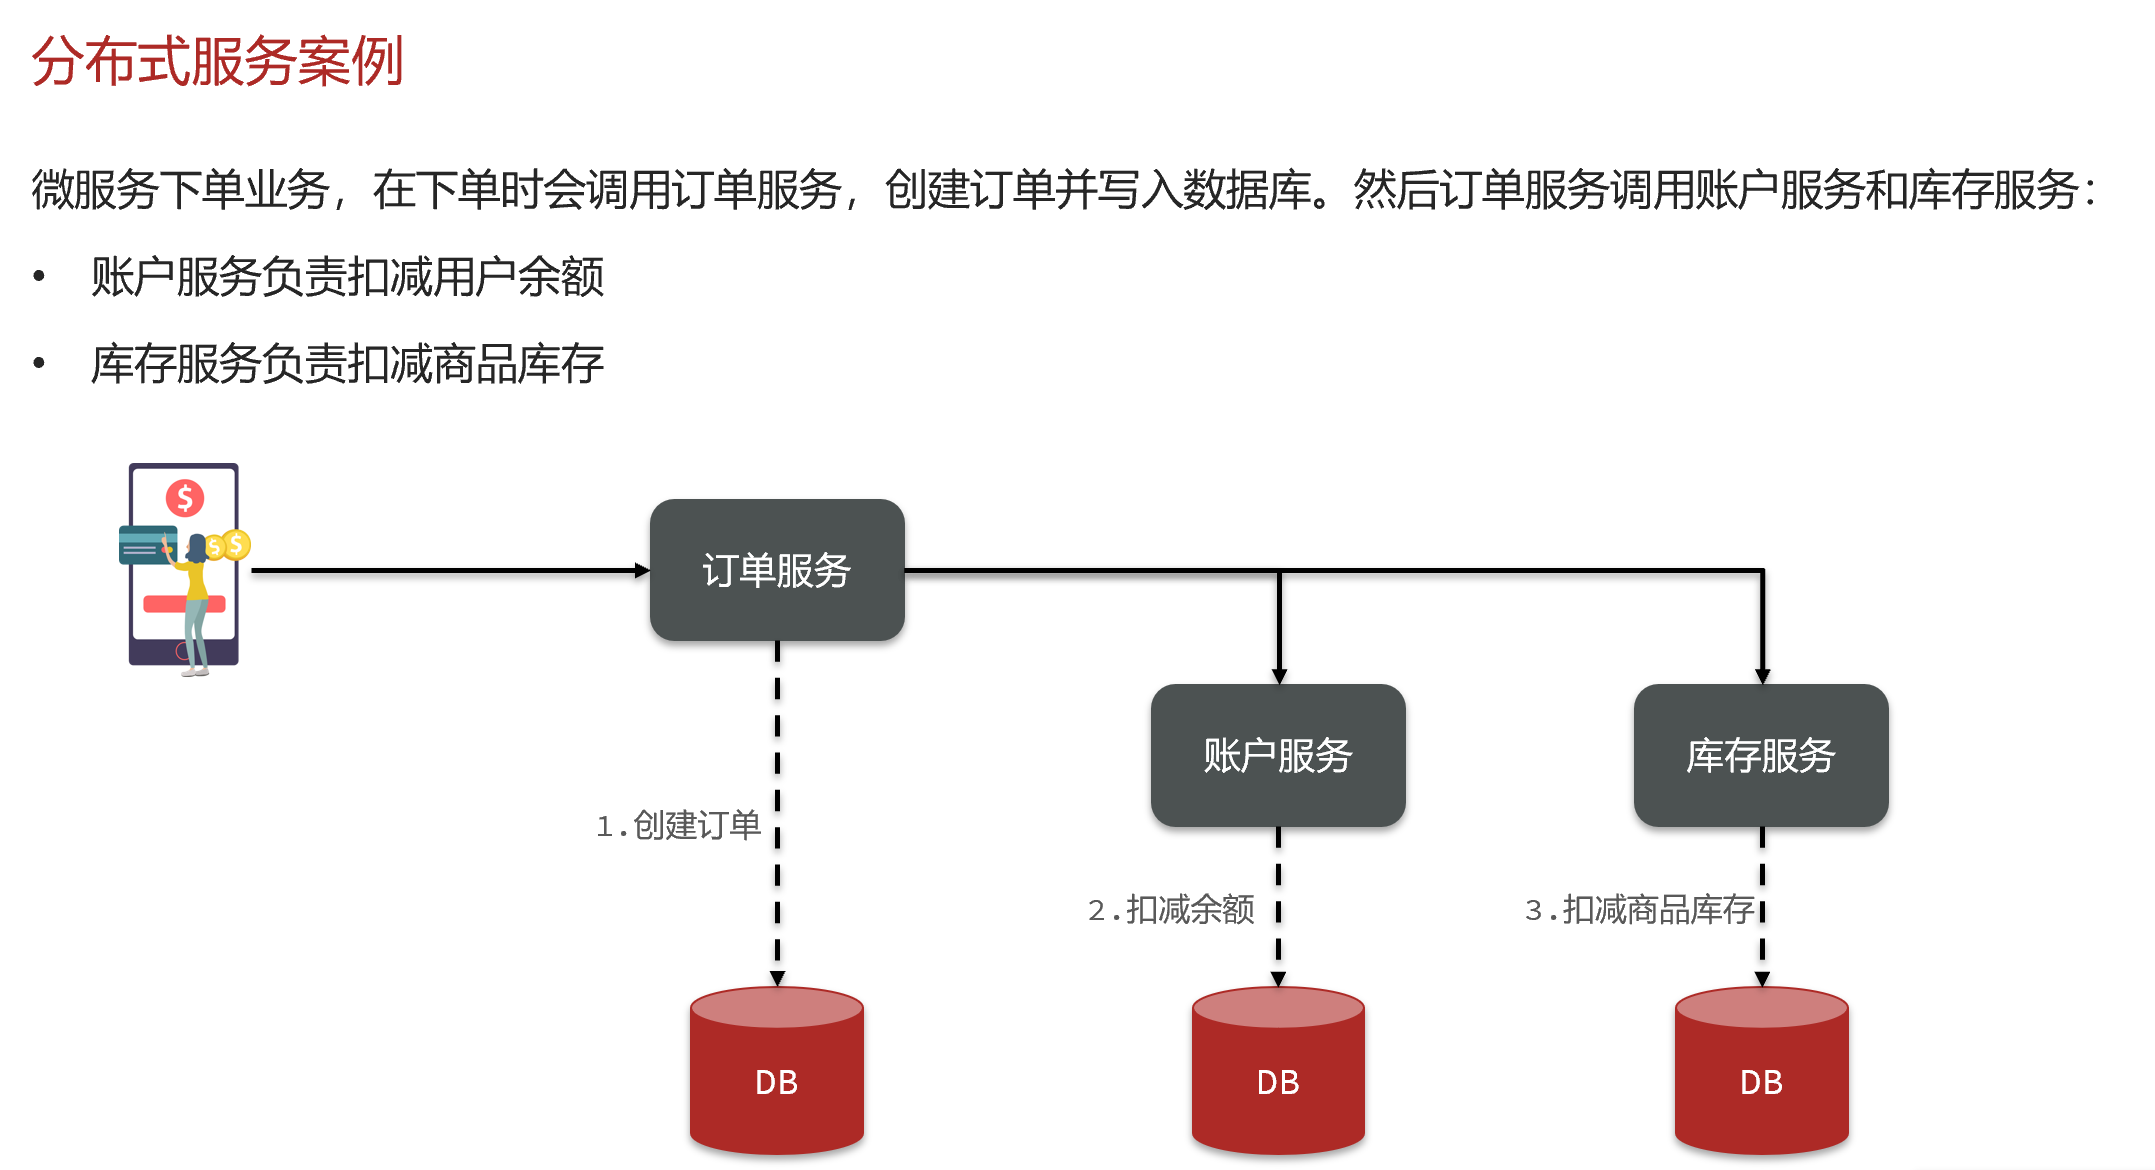 分布式服务案例
微服务下单业务，在下单时会调用订单服务，创建订单并写入数据库。然后订单服务调用账户服务和库存服务：
• 账户服务负责扣减用户余额
• 库存服务负责扣减商品库存
$
$ $
订单服务
账户服务
库存服务
1.创建订单
2.扣减余额
3.扣减商品库存
DB
DB
DB